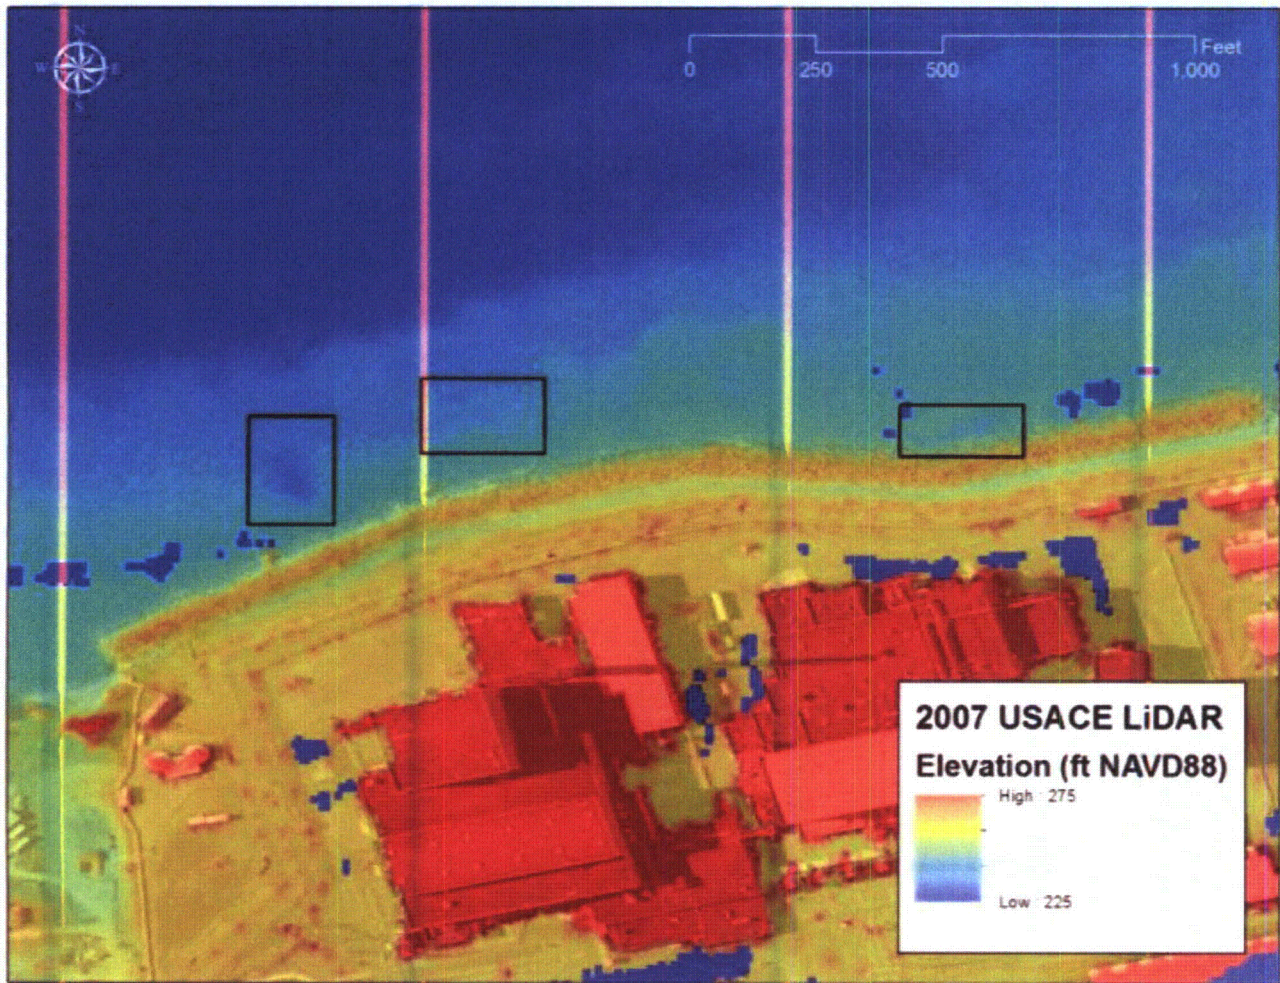 N
W E
S
Feet
0 250 500 1,000
2007 USACE LiDAR
Elevation (ft NAVD88)
High : 275
Low : 225